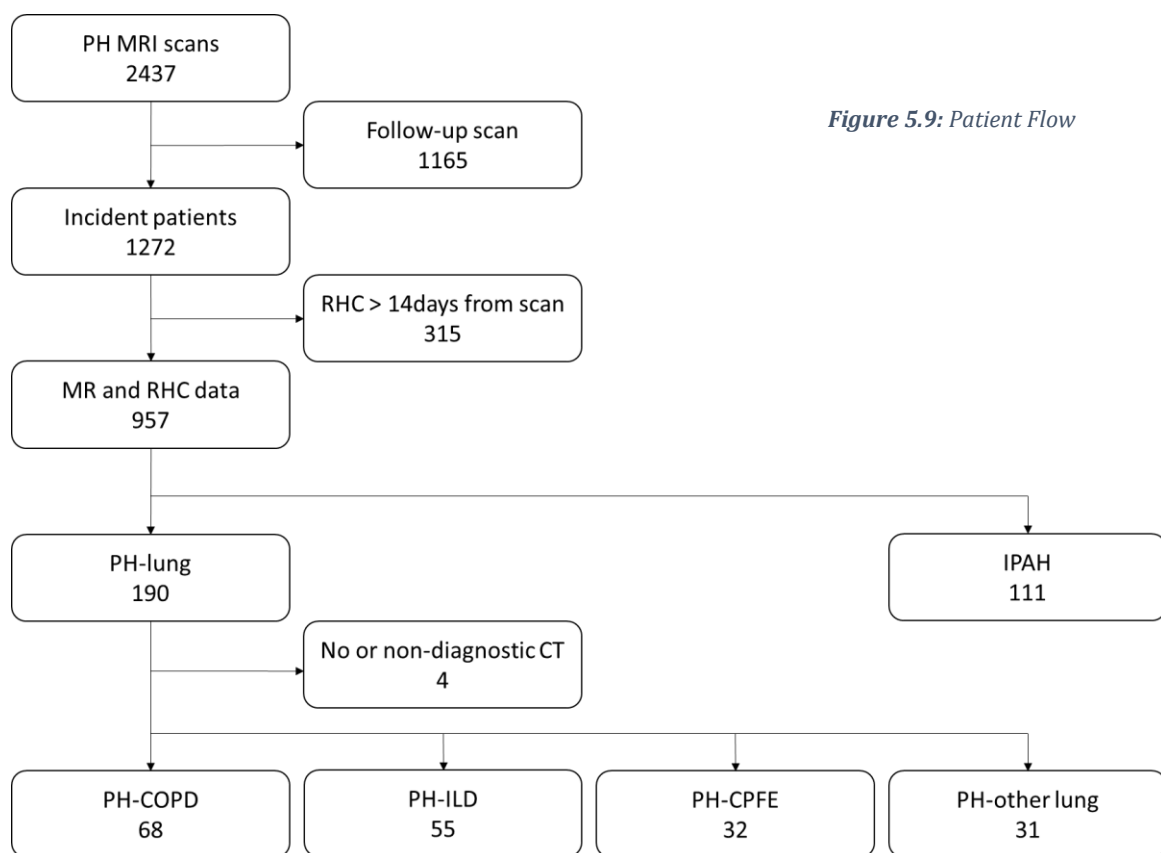 PH MRI scans
2437
Figure 5.9: Patient Flow
Follow-up scan
1165
Incident patients
1272
RHC > 14days from scan
315
MR and RHC data
957
PH-lung
190
IPAH
111
No or non-diagnostic CT
4
PH-COPD
68
PH-ILD
55
PH-CPFE
32
PH-other lung
31